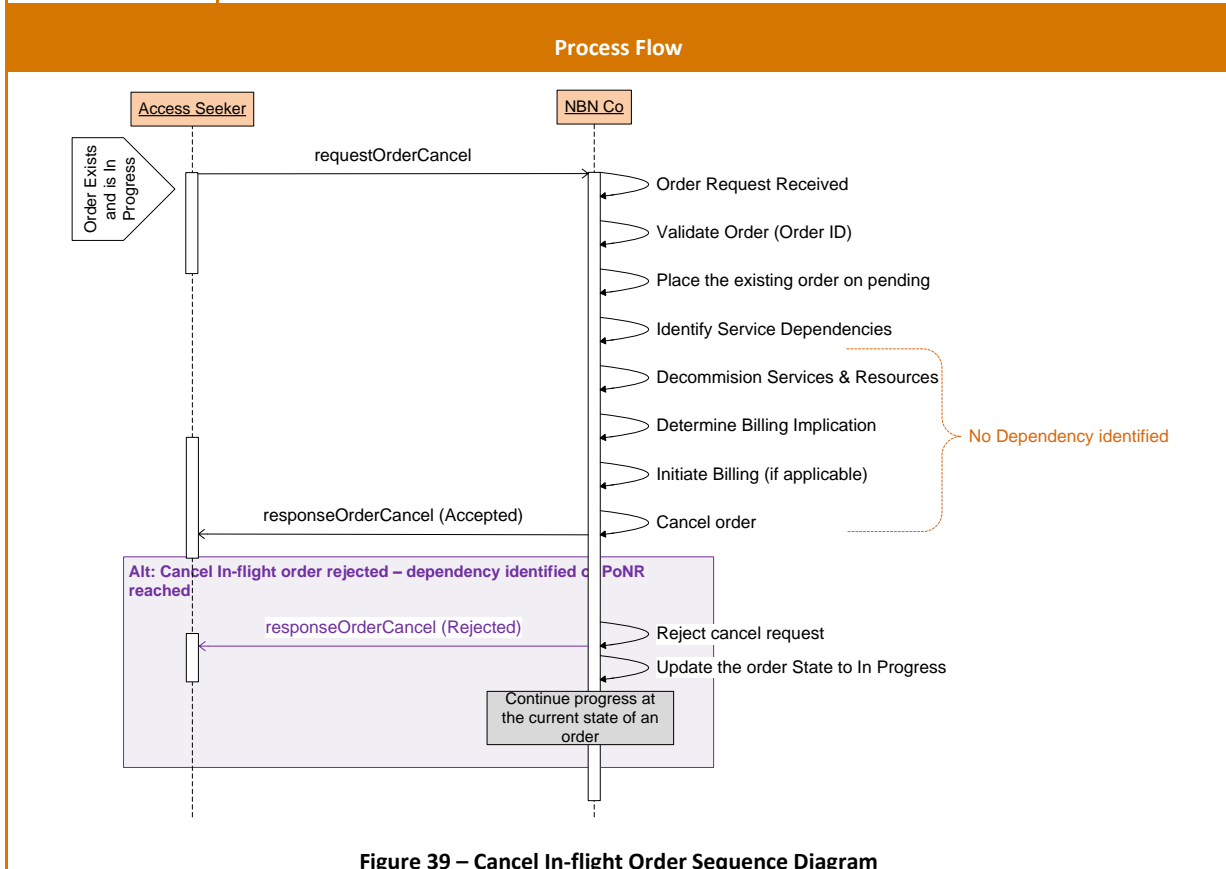 Process Flow
Access Seeker
NBN Co
Order Exists
and is In
Progress
requestOrderCancel
Order Request Received
Validate Order (Order ID)
Place the existing order on pending
Identify Service Dependencies
Decommision Services & Resources
Determine Billing Implication
No Dependency identified
Initiate Billing (if applicable)
responseOrderCancel (Accepted)
Cancel order
Alt: Cancel In-flight order rejected – dependency identified o PoNR
reached
responseOrderCancel (Rejected)
Reject cancel request
Update the order State to In Progress
Continue progress at
the current state of an
order
Figure 39 – Cancel In-flight Order Sequence Diagram